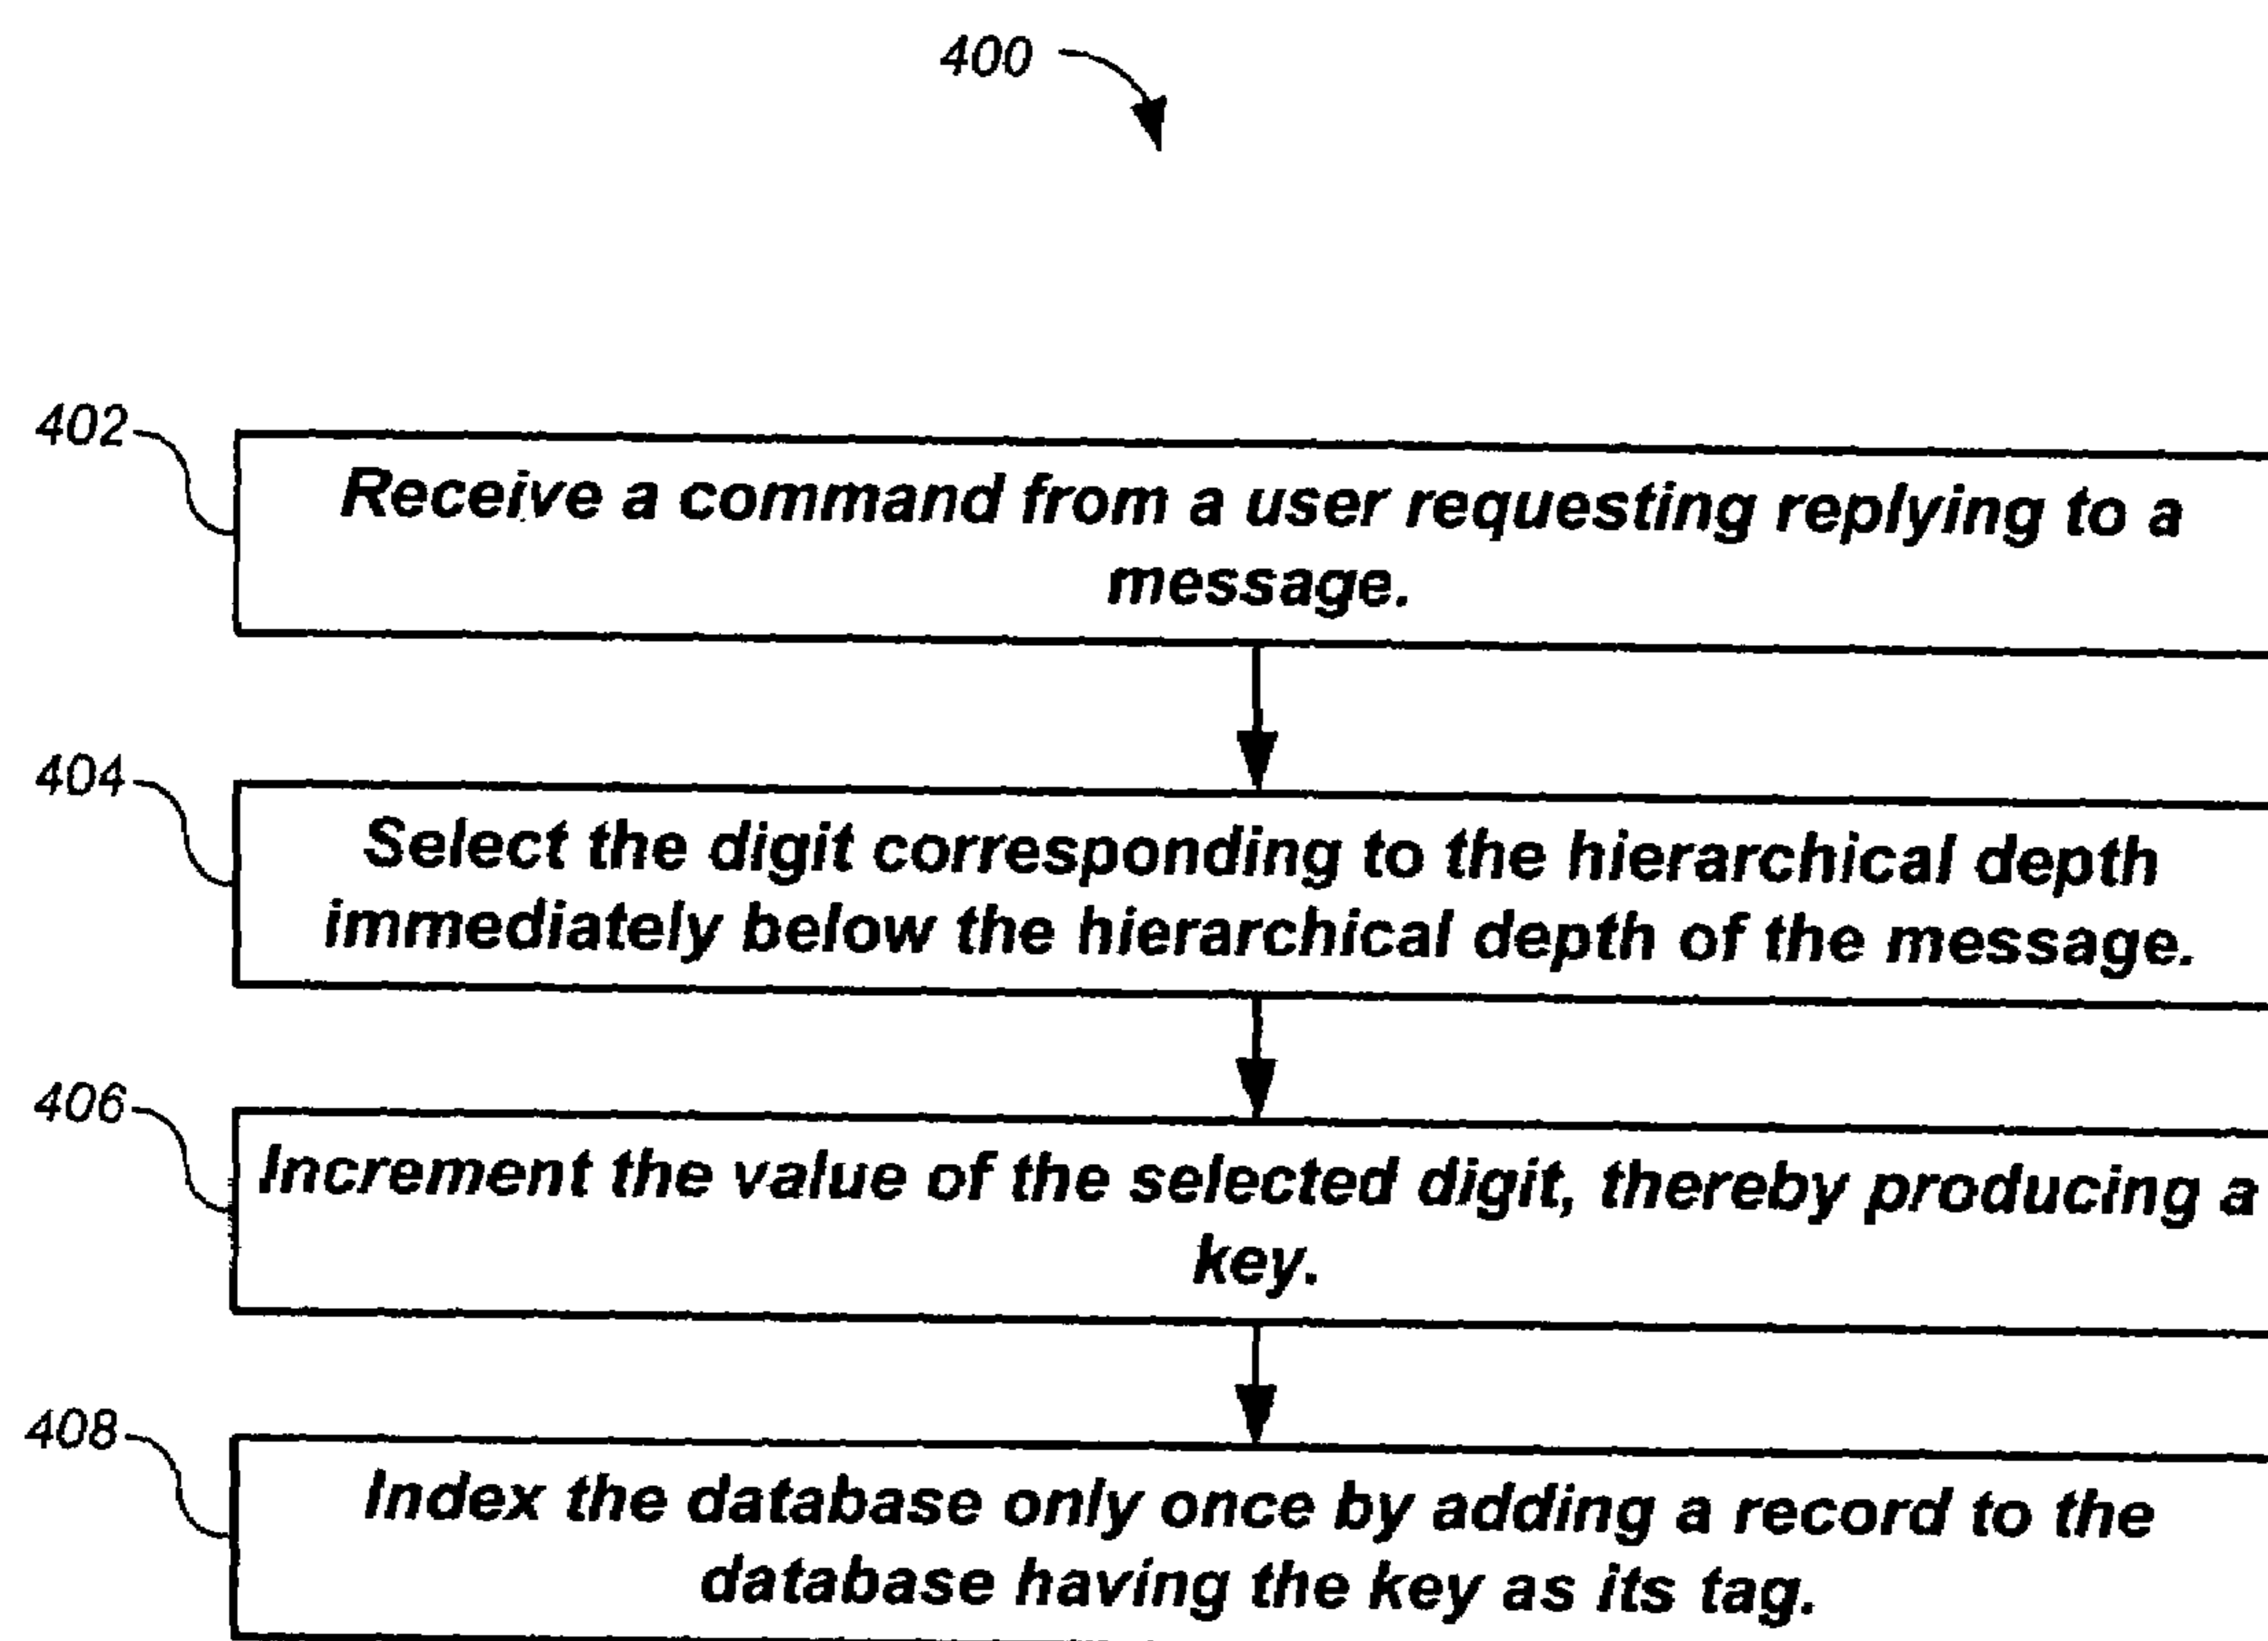 400
402
Receive a command from a user requesting replying to a
message.
404
Select the digit corresponding to the hierarchical depth
immediately below the hierarchical depth of the message.
406
Increment the value of the selected digit, thereby producing a
key.
408
Index the database only once by adding a record to the
database having the key as its tag.